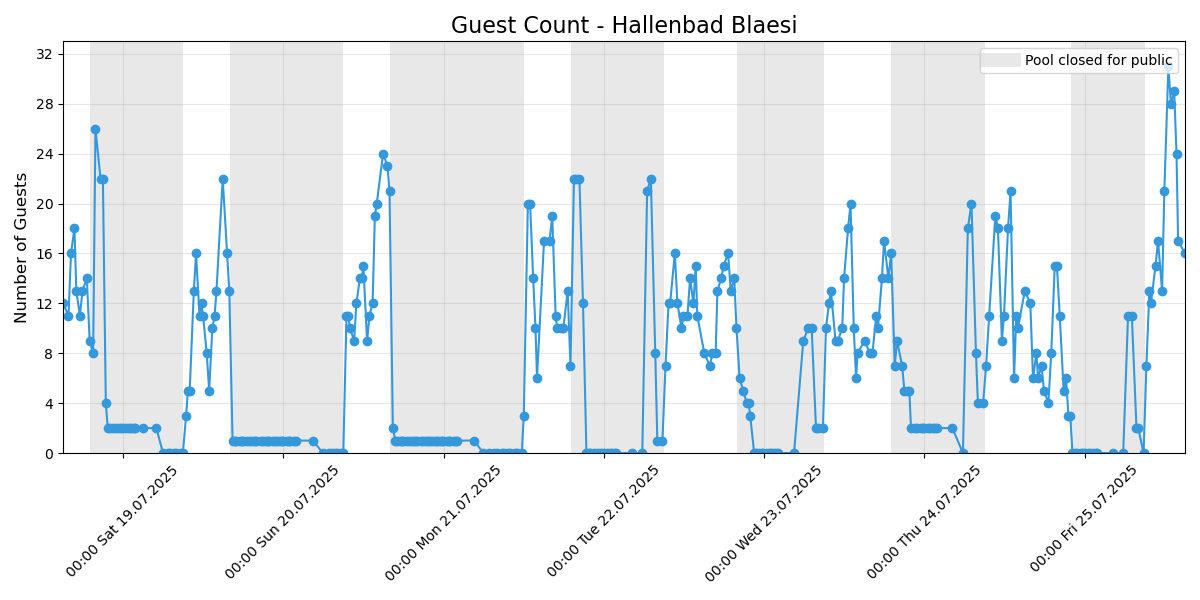 Guest Count - Hallenbad Blaesi
Pool closed for public
Number of Guests
32
28
24
20
16
12
8
4
0
00:00 Sat 19.07.2025
00:00 Sun 20.07.2025
00:00 Mon 21.07.2025
00:00 Tue 22.07.2025
00:00 Wed 23.07.2025
00:00 Thu 24.07.2025
00:00 Fri 25.07.2025